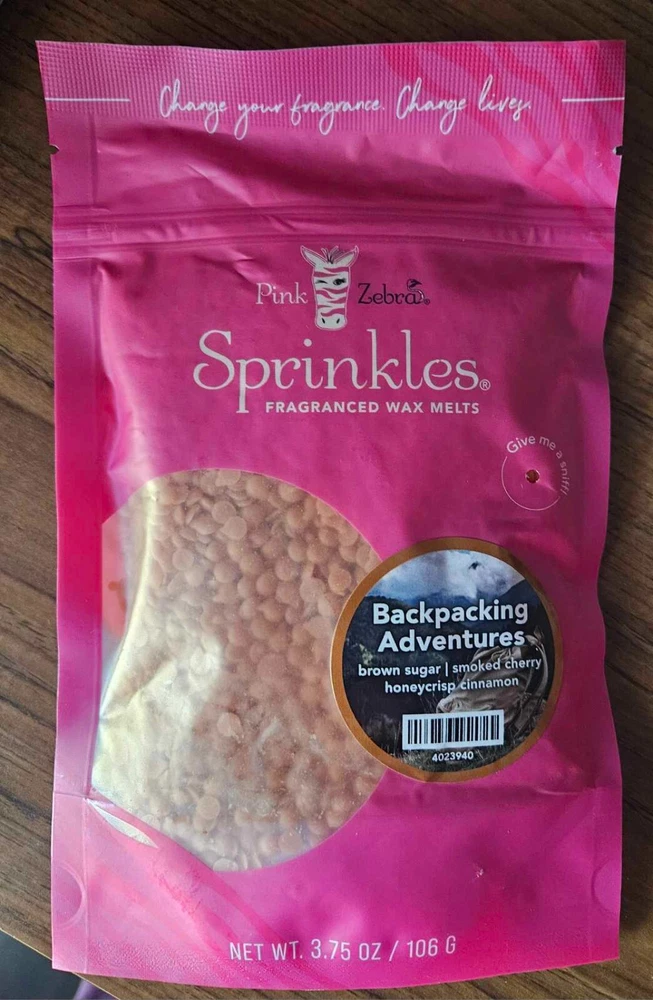 Change your fragrance. Change lives.
Pink Zebra®
Sprinkles®
FRAGRANCED WAX MELTS
Give me a sniff!
Backpacking
Adventures
brown sugar | smoked cherry
honeycrisp cinnamon
4023940
NET WT. 3.75 OZ / 106 G